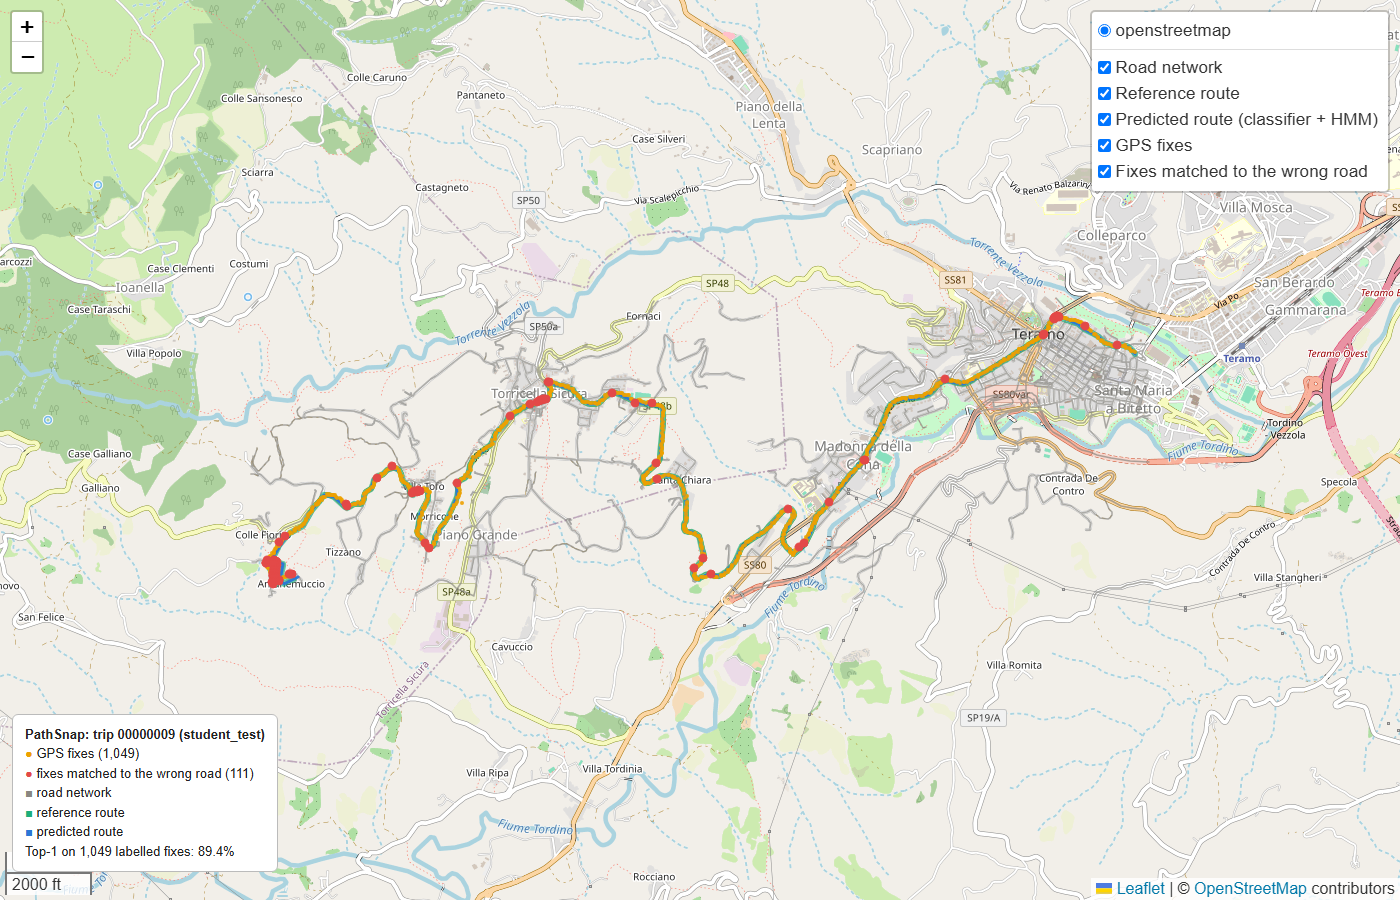 +
−
openstreetmap
Road network
Reference route
Predicted route (classifier + HMM)
GPS fixes
Fixes matched to the wrong road
Colle Caruno
Colle Sansonesco
Pantaneto
Piano della
Lenta
Case Silveri
Scapriano
Sciarra
Castagneto
SP50
Via Scalepicchio
Via Renato Balzarini
Villa Mosca
Colleparco
Torrente Vezzola
Costumi
Case Clementi
Ioanella
Case Taraschi
SP48
SS81
San Berardo
Via Po
Gammarana
Fornaci
SP50a
Torrente Vezzola
Villa Popolo
Teramo
Teramo
Teramo Ovest
Torricella Sicura
Santa Maria
a Bitetto
SS80var
Tordino
Vezzola
Fiume Tordino
Madonna della
Cona
Case Galliano
Galliano
Contrada De
Contro
Specola
Morricone
Tizzano
SS80
Contrada De Contro
Villa Stangheri
Fiume Tordino
SP48a
San Felice
Cavuccio
Villa Romita
Torricella Sicura
SP19/A
Villa Ripa
Villa Tordinia
Fiume Tordino
Rocciano
PathSnap: trip 00000009 (student_test)
GPS fixes (1,049)
fixes matched to the wrong road (111)
road network
reference route
predicted route
Top-1 on 1,049 labelled fixes: 89.4%
2000 ft
Leaflet | © OpenStreetMap contributors